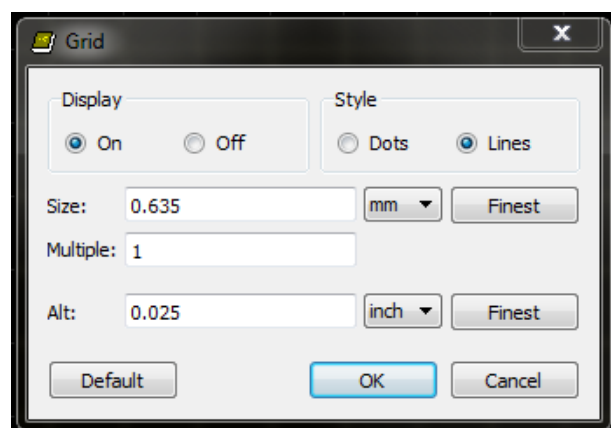 Grid
x
Display
Style
On
Off
Dots
Lines
Size: 0.635 mm Finest
Multiple: 1
Alt: 0.025 inch Finest
Default OK Cancel